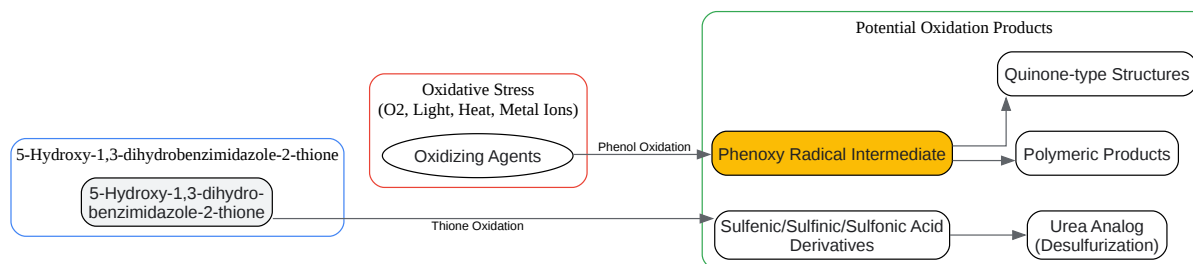 5-Hydroxy-1,3-dihydrobenzimidazole-2-thione
5-Hydroxy-1,3-dihydro-
benzimidazole-2-thione
Oxidative Stress
(O2, Light, Heat, Metal Ions)
Oxidizing Agents
Phenol Oxidation
Thione Oxidation
Potential Oxidation Products
Quinone-type Structures
Phenoxy Radical Intermediate
Polymeric Products
Sulfenic/Sulfinic/Sulfonic Acid
Derivatives
Urea Analog
(Desulfurization)